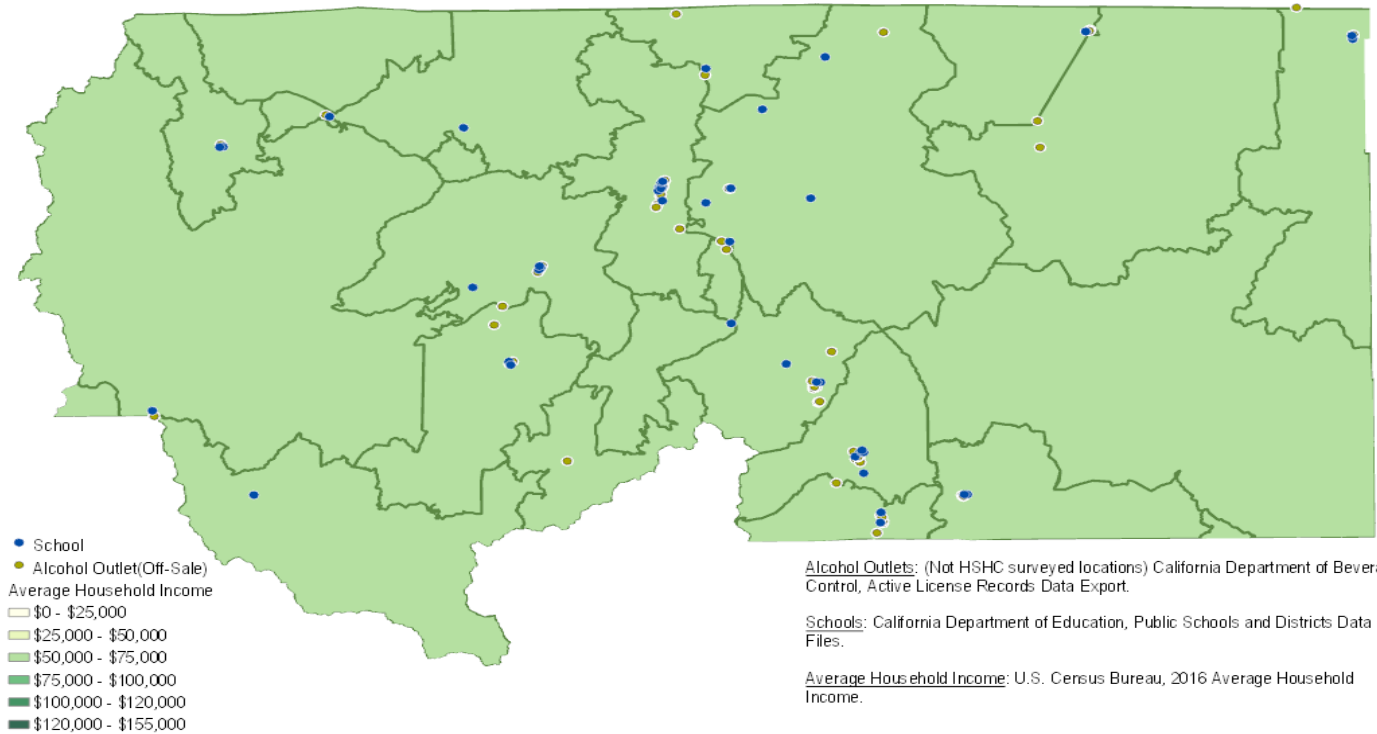 School
Alcohol Outlet(Off-Sale)
Average Household Income
$0 - $25,000
$25,000 - $50,000
$50,000 - $75,000
$75,000 - $100,000
$100,000 - $120,000
$120,000 - $155,000
Alcohol Outlets: (Not HSHC surveyed locations) California Department of Bevera
Control, Active License Records Data Export.
Schools: California Department of Education, Public Schools and Districts Data
Files.
Average Household Income: U.S. Census Bureau, 2016 Average Household
Income.